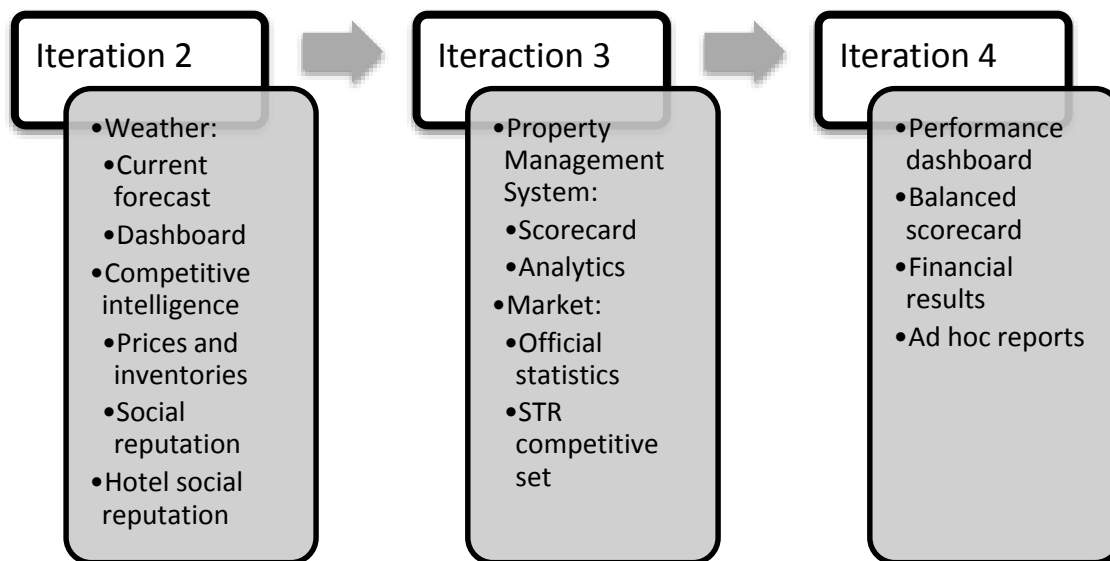 Iteration 2
•Weather:
•Current
forecast
•Dashboard
•Competitive
intelligence
•Prices and
inventories
•Social
reputation
•Hotel social
reputation
Iteraction 3
•Property
Management
System:
•Scorecard
•Analytics
•Market:
•Official
statistics
•STR
competitive
set
Iteration 4
•Performance
dashboard
•Balanced
scorecard
•Financial
results
•Ad hoc reports